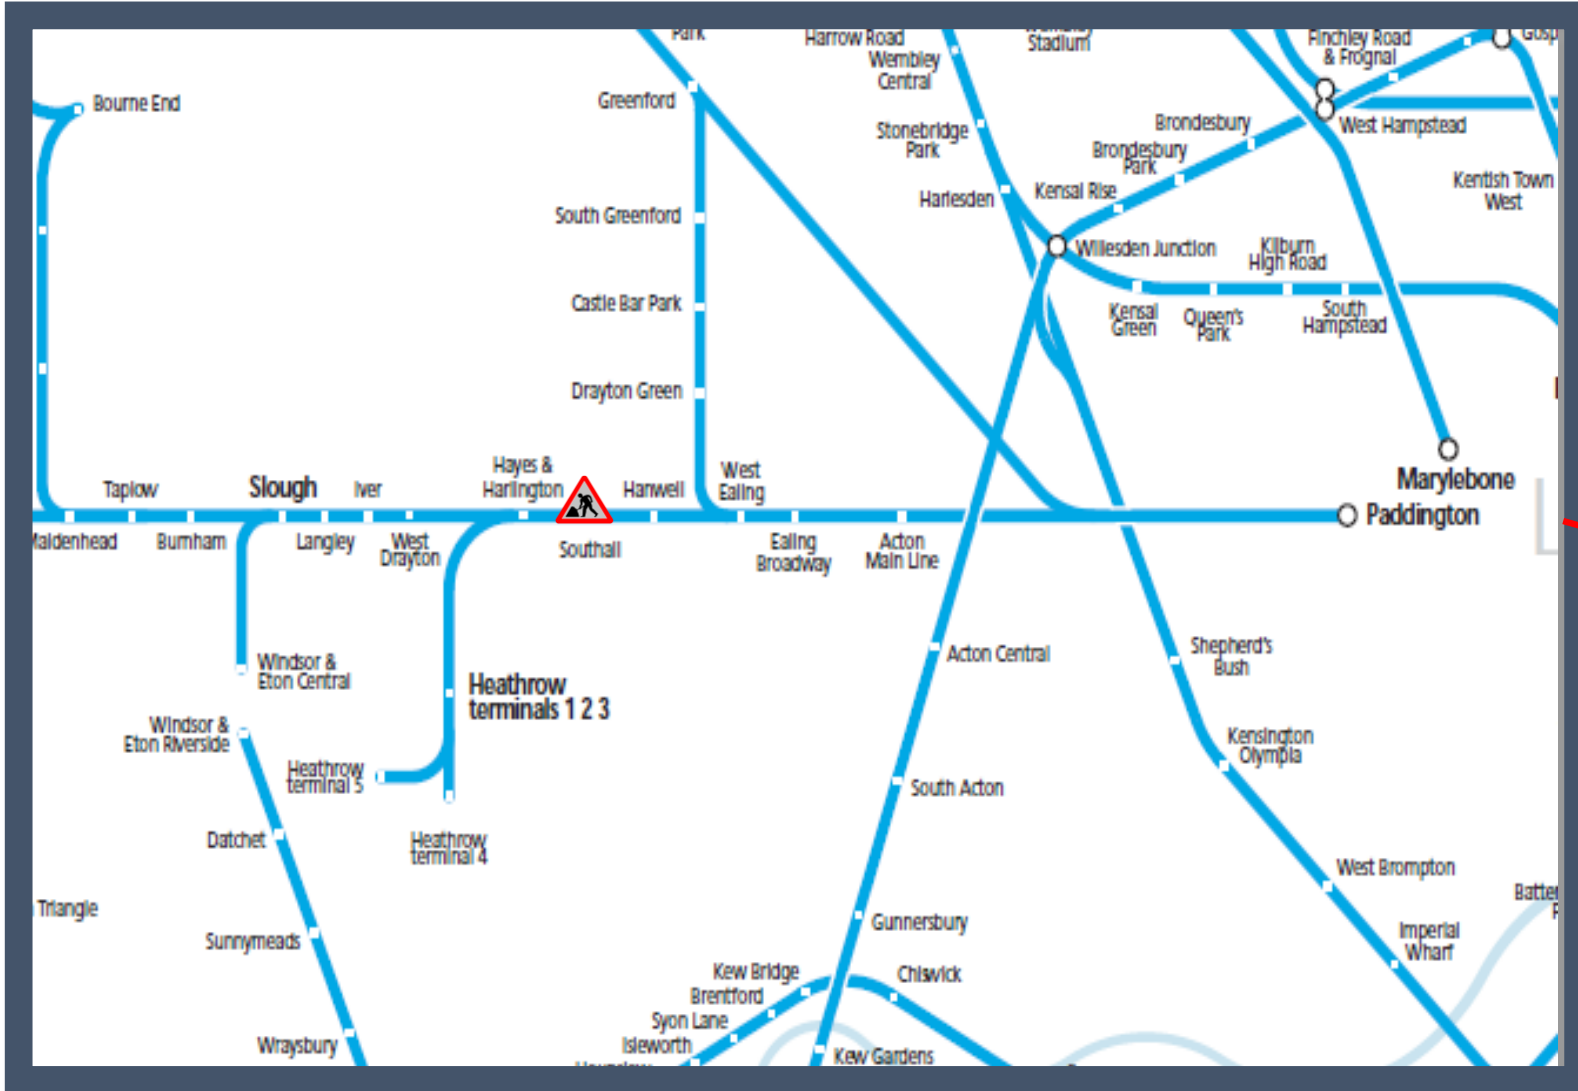 Park
Harrow Road
Wembley
Central
Stadium
Finchley Road
& Frognal
Bourne End
Greenford
Stonebridge
Park
Brondesbury
West Hampstead
Brondesbury
Park
Kentish Town
West
Harlesden
Kensal Rise
South Greenford
Willesden Junction
Kilburn
High Road
Castle Bar Park
Kensal
Green
Queen's
Park
South
Hampstead
Drayton Green
Taplow
Slough
Iver
Hayes &
Harlington
Hanwell
West
Ealing
Marylebone
Paddington
Maidenhead
Burnham
Langley
West
Drayton
Southall
Ealing
Broadway
Acton
Main Line
Windsor &
Eton Central
Acton Central
Shepherd's
Bush
Heathrow
terminals 1 2 3
Windsor &
Eton Riverside
Heathrow
terminal 5
Kensington
Olympia
South Acton
Datchet
Heathrow
terminal 4
West Brompton
Triangle
Gunnersbury
Sunnymeads
Imperial
Wharf
Kew Bridge
Chiswick
Brentford
Syon Lane
Isleworth
Wraysbury
Kew Gardens